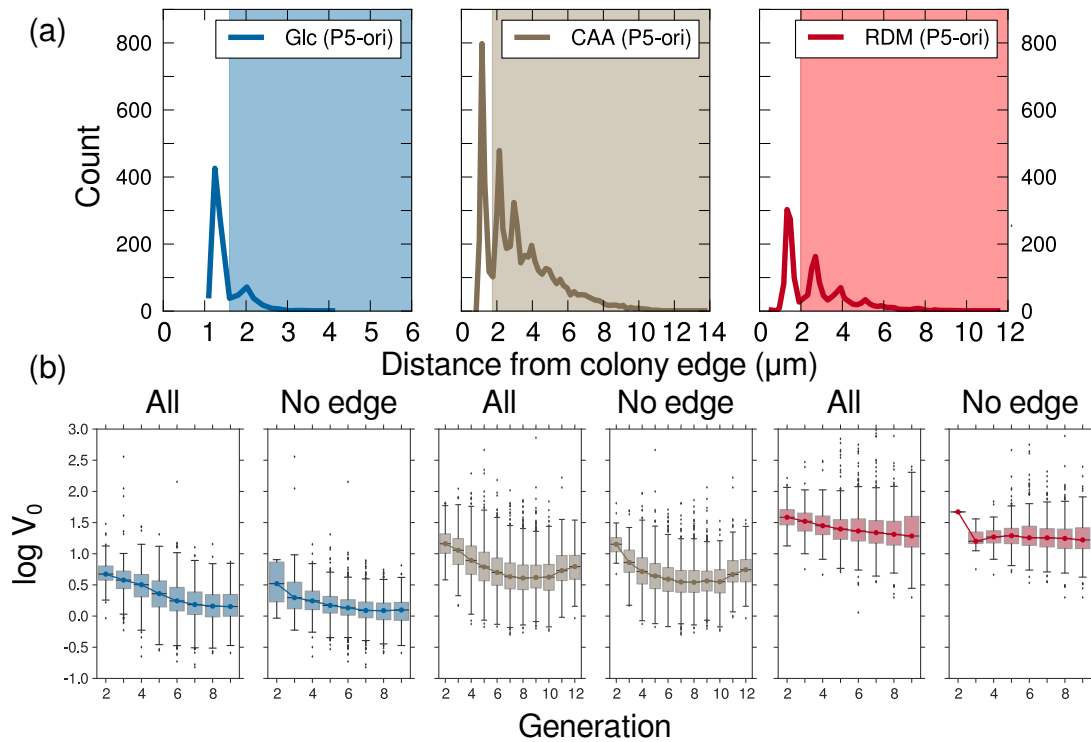 (a)
Glc (P5-ori)
CAA (P5-ori)
RDM (P5-ori)
800
600
400
200
0
Count
800
600
400
200
0
0 1 2 3 4 5 6
0 2 4 6 8 10 12 14
0 2 4 6 8 10 12
Distance from colony edge (µm)
(b)
All
No edge
All
No edge
All
No edge
3.0
2.5
2.0
1.5
1.0
0.5
0.0
-0.5
-1.0
log V0
2 4 6 8
2 4 6 8
2 4 6 8 10 12
2 4 6 8 10 12
2 4 6 8
2 4 6 8
Generation